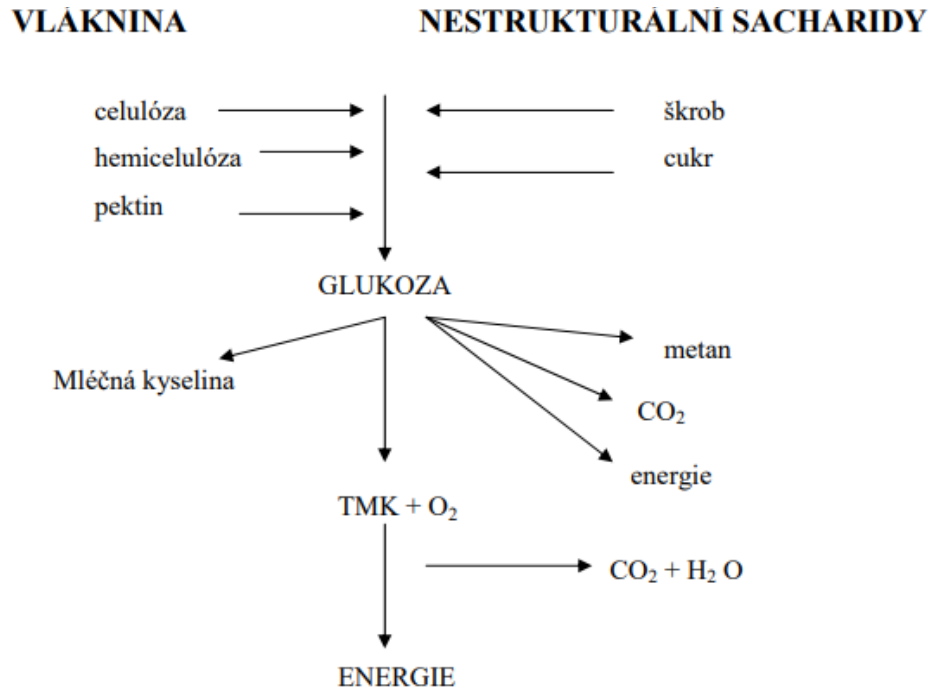 VLÁKNINA NESTRUKTURÁLNÍ SACHARIDY
celulóza škrob
hemicelulóza cukr
pektin
GLUKOZA
metan
Mléčná kyselina
CO₂
energie
TMK + O₂
CO₂ + H₂ O
ENERGIE